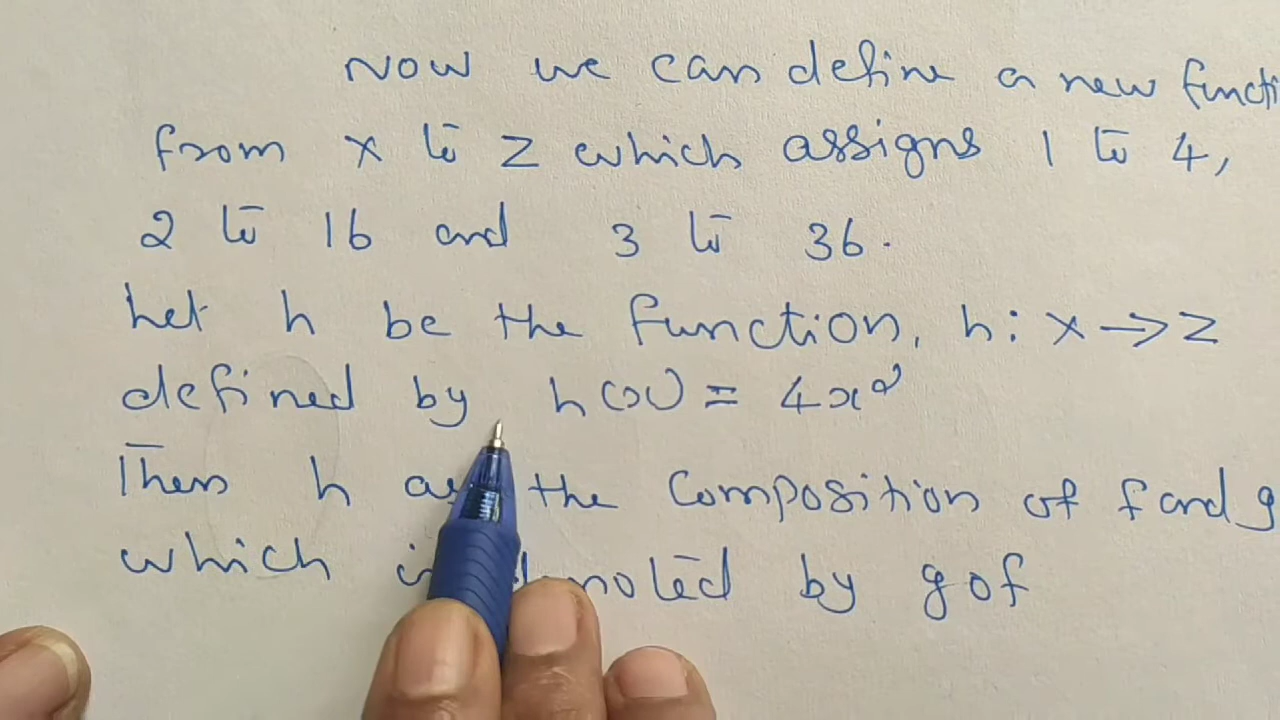 Now we can define a new functi
from x to z which assigns 1 to 4,
2 to 16 and 3 to 36.
Let h be the function, h: x → z
defined by h(x) = 4x²
Then h the composition of f and g
which by gof